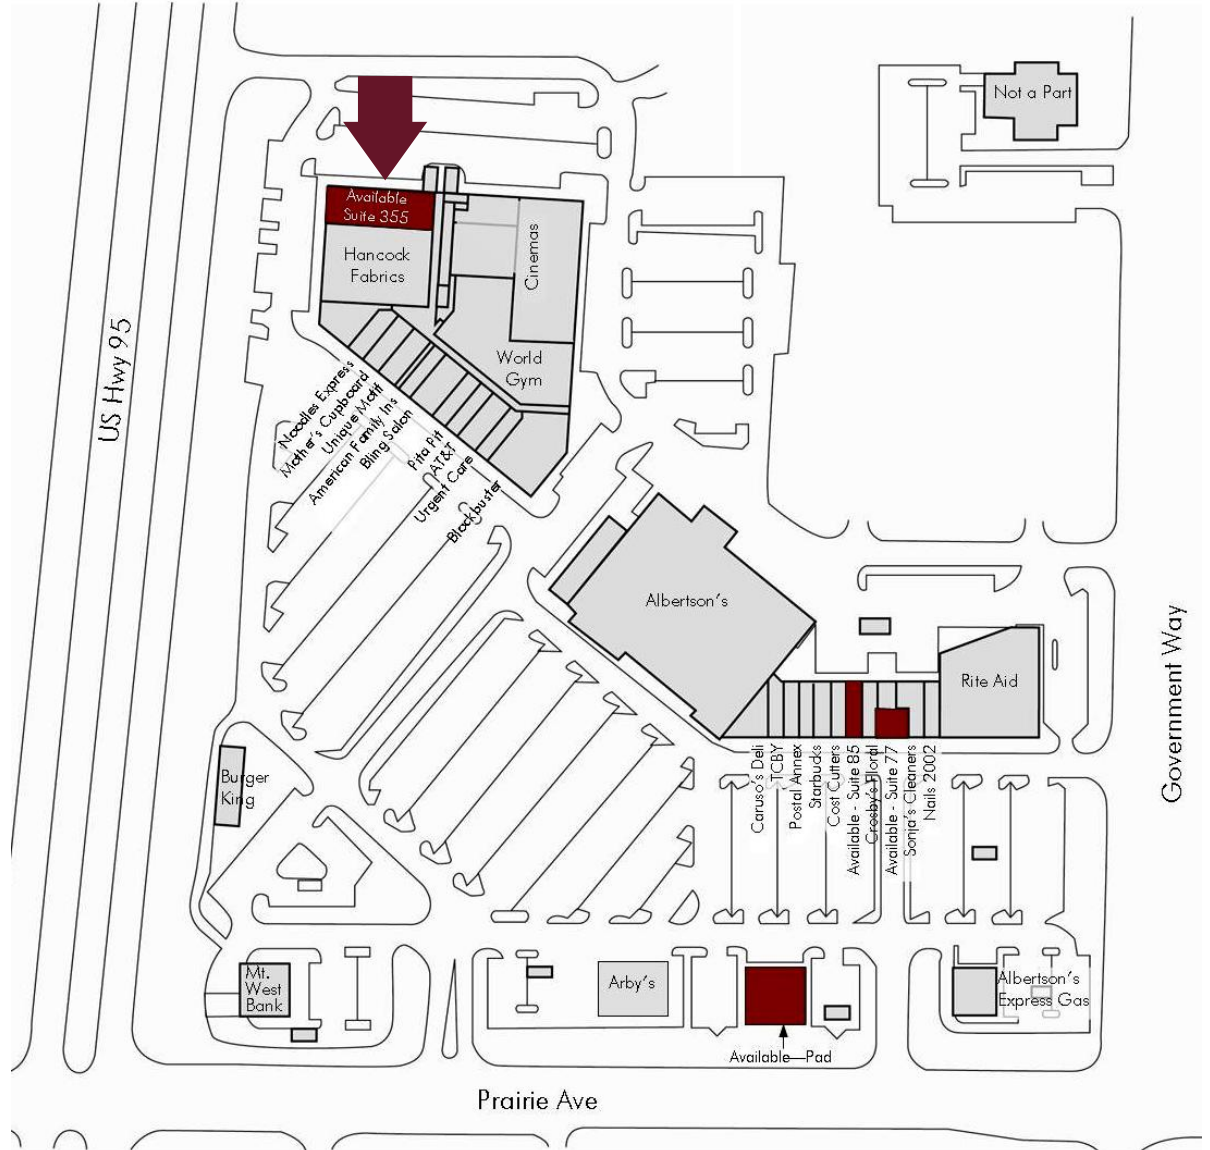 Not a Part
Available
Suite 355
Hancock
Fabrics
Cinemas
World
Gym
US Hwy 95
Noodles Express
Mother's Cupboard
Unique Motif
American Family Ins
Bling Salon
Pita Pit
AT&T
Urgent Care
Blockbuster
Albertson's
Rite Aid
Government Way
Burger
King
Caruso's Deli
TCBY
Postal Annex
Starbucks
Cost Cutters
Available - Suite 85
Crosby's Floral
Available - Suite 77
Sonja's Cleaners
Nails 2002
Mt.
West
Bank
Arby's
Albertson's
Express Gas
Available—Pad
Prairie Ave